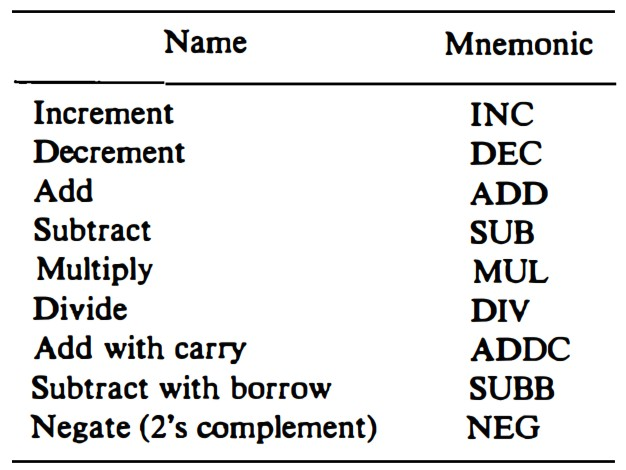 Name Mnemonic
Increment INC
Decrement DEC
Add ADD
Subtract SUB
Multiply MUL
Divide DIV
Add with carry ADDC
Subtract with borrow SUBB
Negate (2's complement) NEG